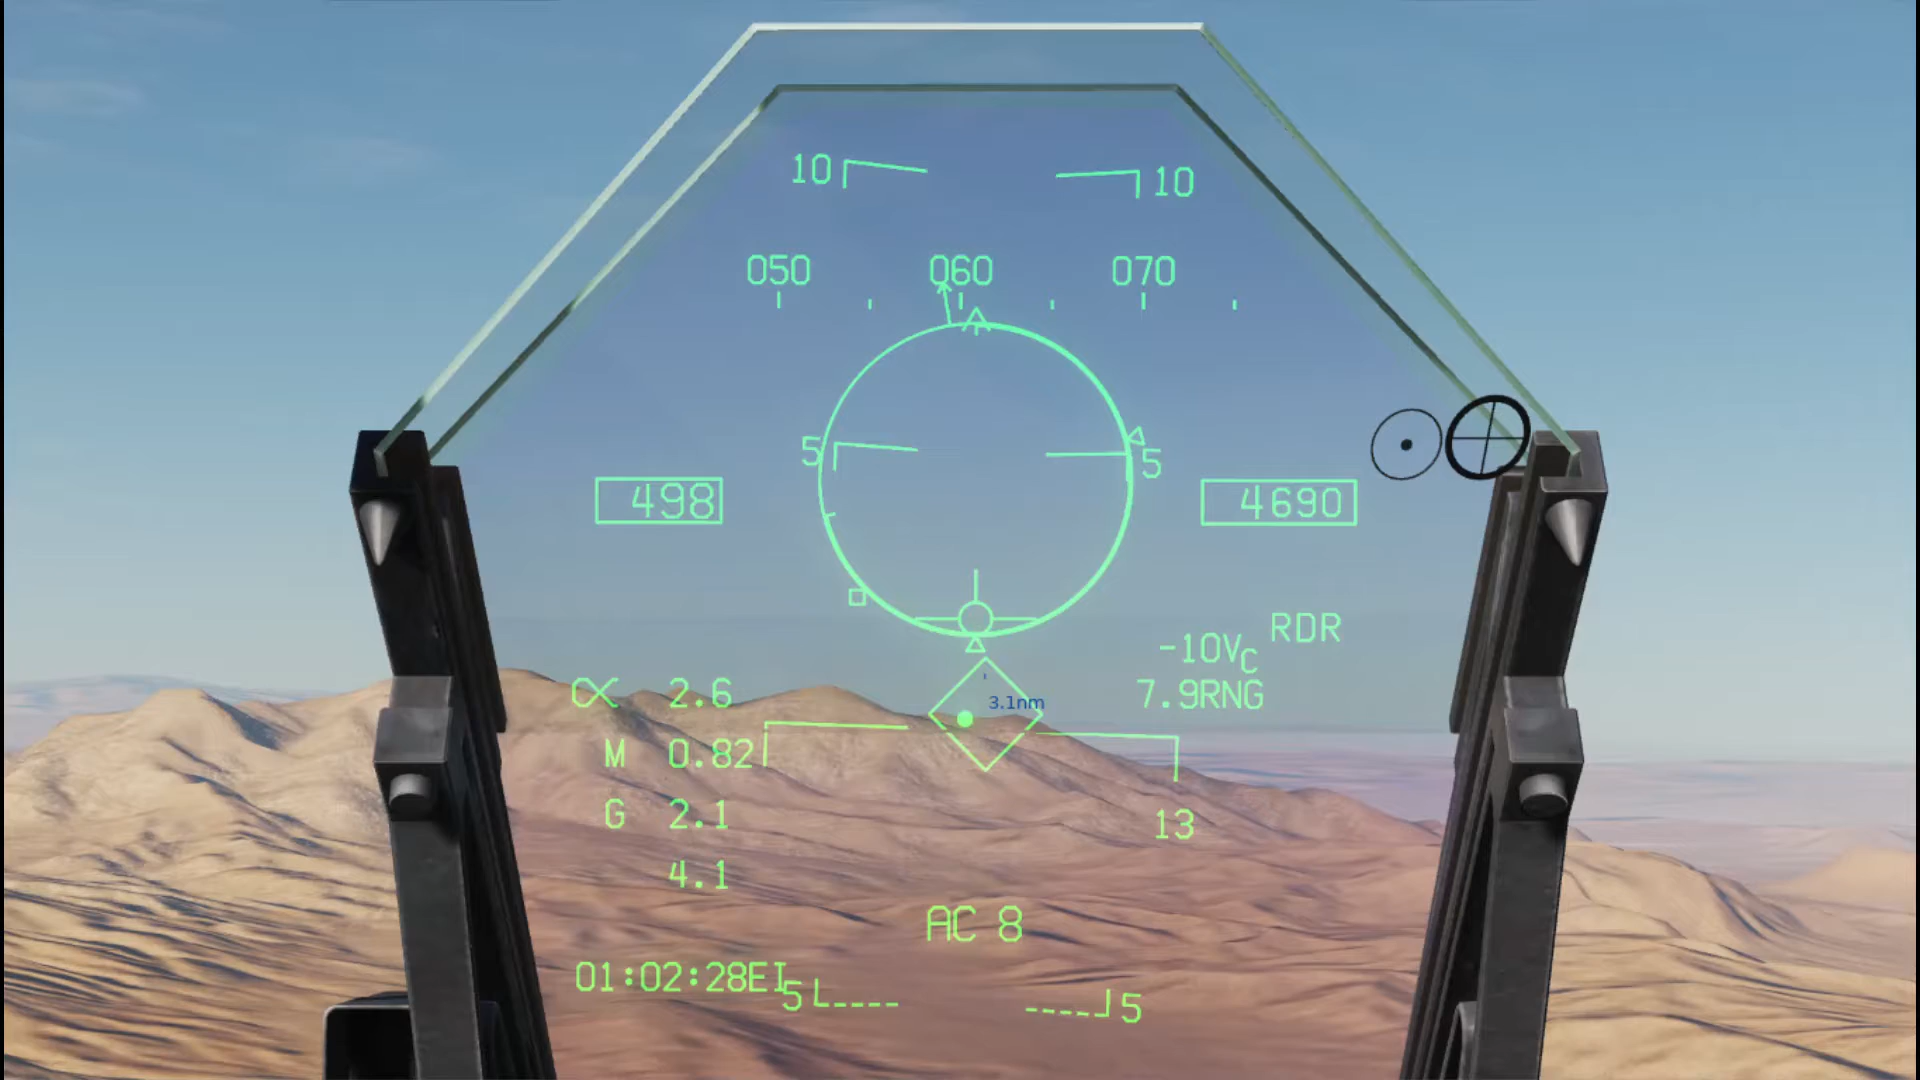 10 10
050 060 070
5 5
498 4690
RDR
-10VC
7.9RNG
α 2.6
3.1nm
M 0.82
G 2.1
13
4.1
AC 8
01:02:28EI
5 5